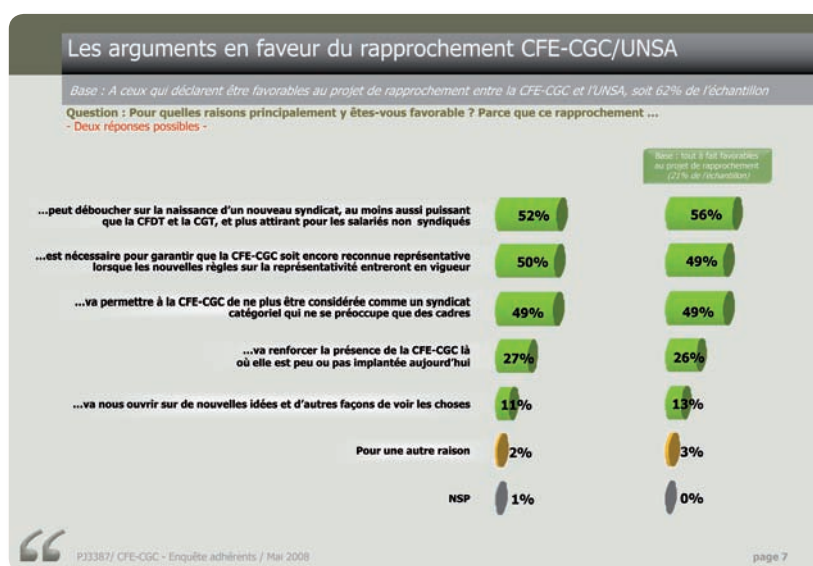 Les arguments en faveur du rapprochement CFE-CGC/UNSA
Base : A ceux qui déclarent être favorables au projet de rapprochement entre la CFE-CGC et l'UNSA, soit 62% de l'échantillon
Question : Pour quelles raisons principalement y êtes-vous favorable ? Parce que ce rapprochement ...
- Deux réponses possibles -
Base : tout à fait favorables
au projet de rapprochement
(21% de l'échantillon)
...peut déboucher sur la naissance d'un nouveau syndicat, au moins aussi puissant
que la CFDT et la CGT, et plus attirant pour les salariés non syndiqués
52%
56%
...est nécessaire pour garantir que la CFE-CGC soit encore reconnue représentative
lorsque les nouvelles règles sur la représentativité entreront en vigueur
50%
49%
...va permettre à la CFE-CGC de ne plus être considérée comme un syndicat
catégoriel qui ne se préoccupe que des cadres
49%
49%
...va renforcer la présence de la CFE-CGC là
où elle est peu ou pas implantée aujourd'hui
27%
26%
...va nous ouvrir sur de nouvelles idées et d'autres façons de voir les choses
11%
13%
Pour une autre raison
2%
3%
NSP
1%
0%
PJ3387/ CFE-CGC - Enquête adhérents / Mai 2008
page 7